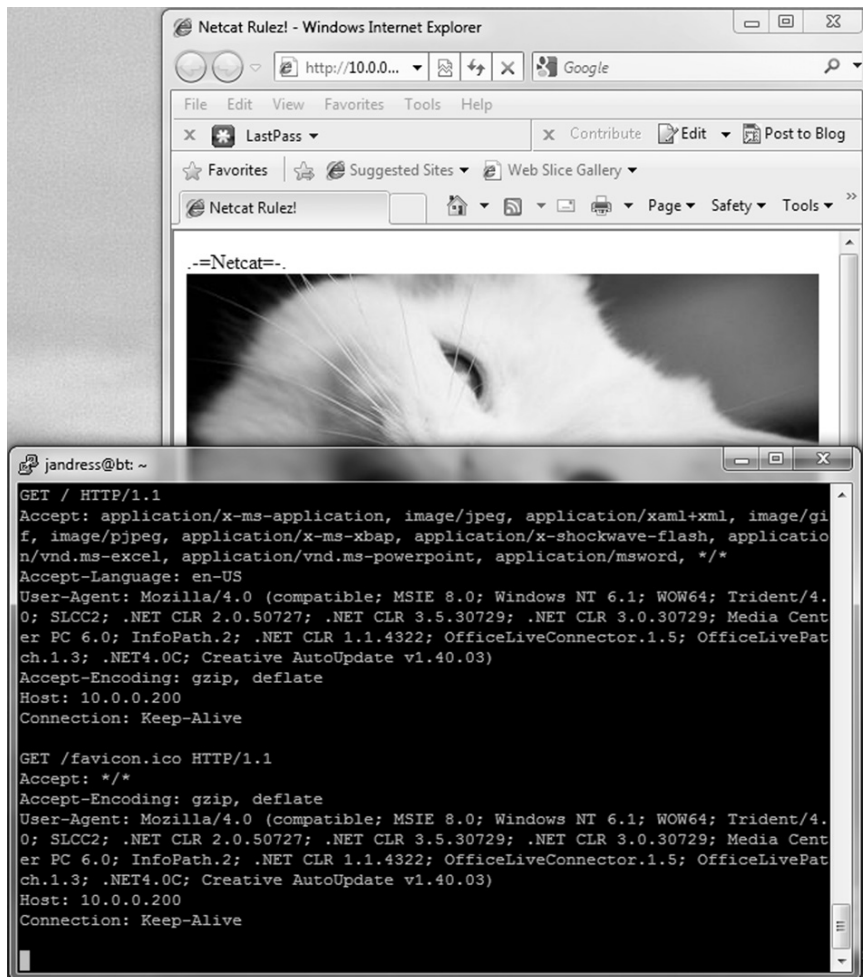 Netcat Rulez! - Windows Internet Explorer
http://10.0.0...
Google
File Edit View Favorites Tools Help
x LastPass
x Contribute Edit Post to Blog
Favorites Suggested Sites Web Slice Gallery
Netcat Rulez!
Page Safety Tools »
.-=Netcat=-.
jandress@bt: ~
GET / HTTP/1.1
Accept: application/x-ms-application, image/jpeg, application/xaml+xml, image/gi
f, image/pjpeg, application/x-ms-xbap, application/x-shockwave-flash, applicatio
n/vnd.ms-excel, application/vnd.ms-powerpoint, application/msword, */*
Accept-Language: en-US
User-Agent: Mozilla/4.0 (compatible; MSIE 8.0; Windows NT 6.1; WOW64; Trident/4.
0; SLCC2; .NET CLR 2.0.50727; .NET CLR 3.5.30729; .NET CLR 3.0.30729; Media Cent
er PC 6.0; InfoPath.2; .NET CLR 1.1.4322; OfficeLiveConnector.1.5; OfficeLivePat
ch.1.3; .NET4.0C; Creative AutoUpdate v1.40.03)
Accept-Encoding: gzip, deflate
Host: 10.0.0.200
Connection: Keep-Alive
GET /favicon.ico HTTP/1.1
Accept: */*
Accept-Encoding: gzip, deflate
User-Agent: Mozilla/4.0 (compatible; MSIE 8.0; Windows NT 6.1; WOW64; Trident/4.
0; SLCC2; .NET CLR 2.0.50727; .NET CLR 3.5.30729; .NET CLR 3.0.30729; Media Cent
er PC 6.0; InfoPath.2; .NET CLR 1.1.4322; OfficeLiveConnector.1.5; OfficeLivePat
ch.1.3; .NET4.0C; Creative AutoUpdate v1.40.03)
Host: 10.0.0.200
Connection: Keep-Alive